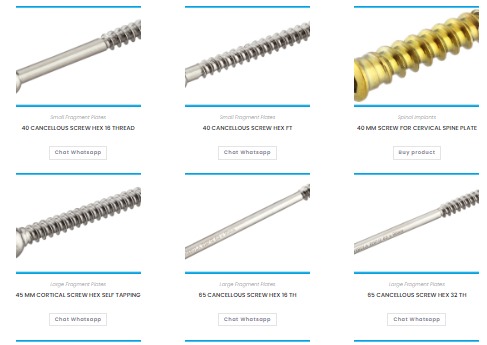 Small Fragment Plates
40 CANCELLOUS SCREW HEX 16 THREAD
Chat Whatsapp
Small Fragment Plates
40 CANCELLOUS SCREW HEX FT
Chat Whatsapp
Spinal Implants
40 MM SCREW FOR CERVICAL SPINE PLATE
Buy product
Large Fragment Plates
45 MM CORTICAL SCREW HEX SELF TAPPING
Chat Whatsapp
Large Fragment Plates
65 CANCELLOUS SCREW HEX 16 TH
Chat Whatsapp
Large Fragment Plates
65 CANCELLOUS SCREW HEX 32 TH
Chat Whatsapp